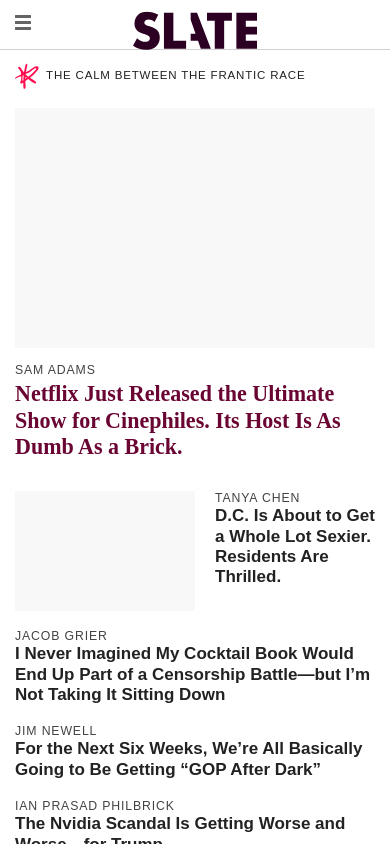 SLATE
THE CALM BETWEEN THE FRANTIC RACE
SAM ADAMS
Netflix Just Released the Ultimate
Show for Cinephiles. Its Host Is As
Dumb As a Brick.
TANYA CHEN
D.C. Is About to Get
a Whole Lot Sexier.
Residents Are
Thrilled.
JACOB GRIER
I Never Imagined My Cocktail Book Would
End Up Part of a Censorship Battle—but I’m
Not Taking It Sitting Down
JIM NEWELL
For the Next Six Weeks, We’re All Basically
Going to Be Getting “GOP After Dark”
IAN PRASAD PHILBRICK
The Nvidia Scandal Is Getting Worse and
Worse—for Trump